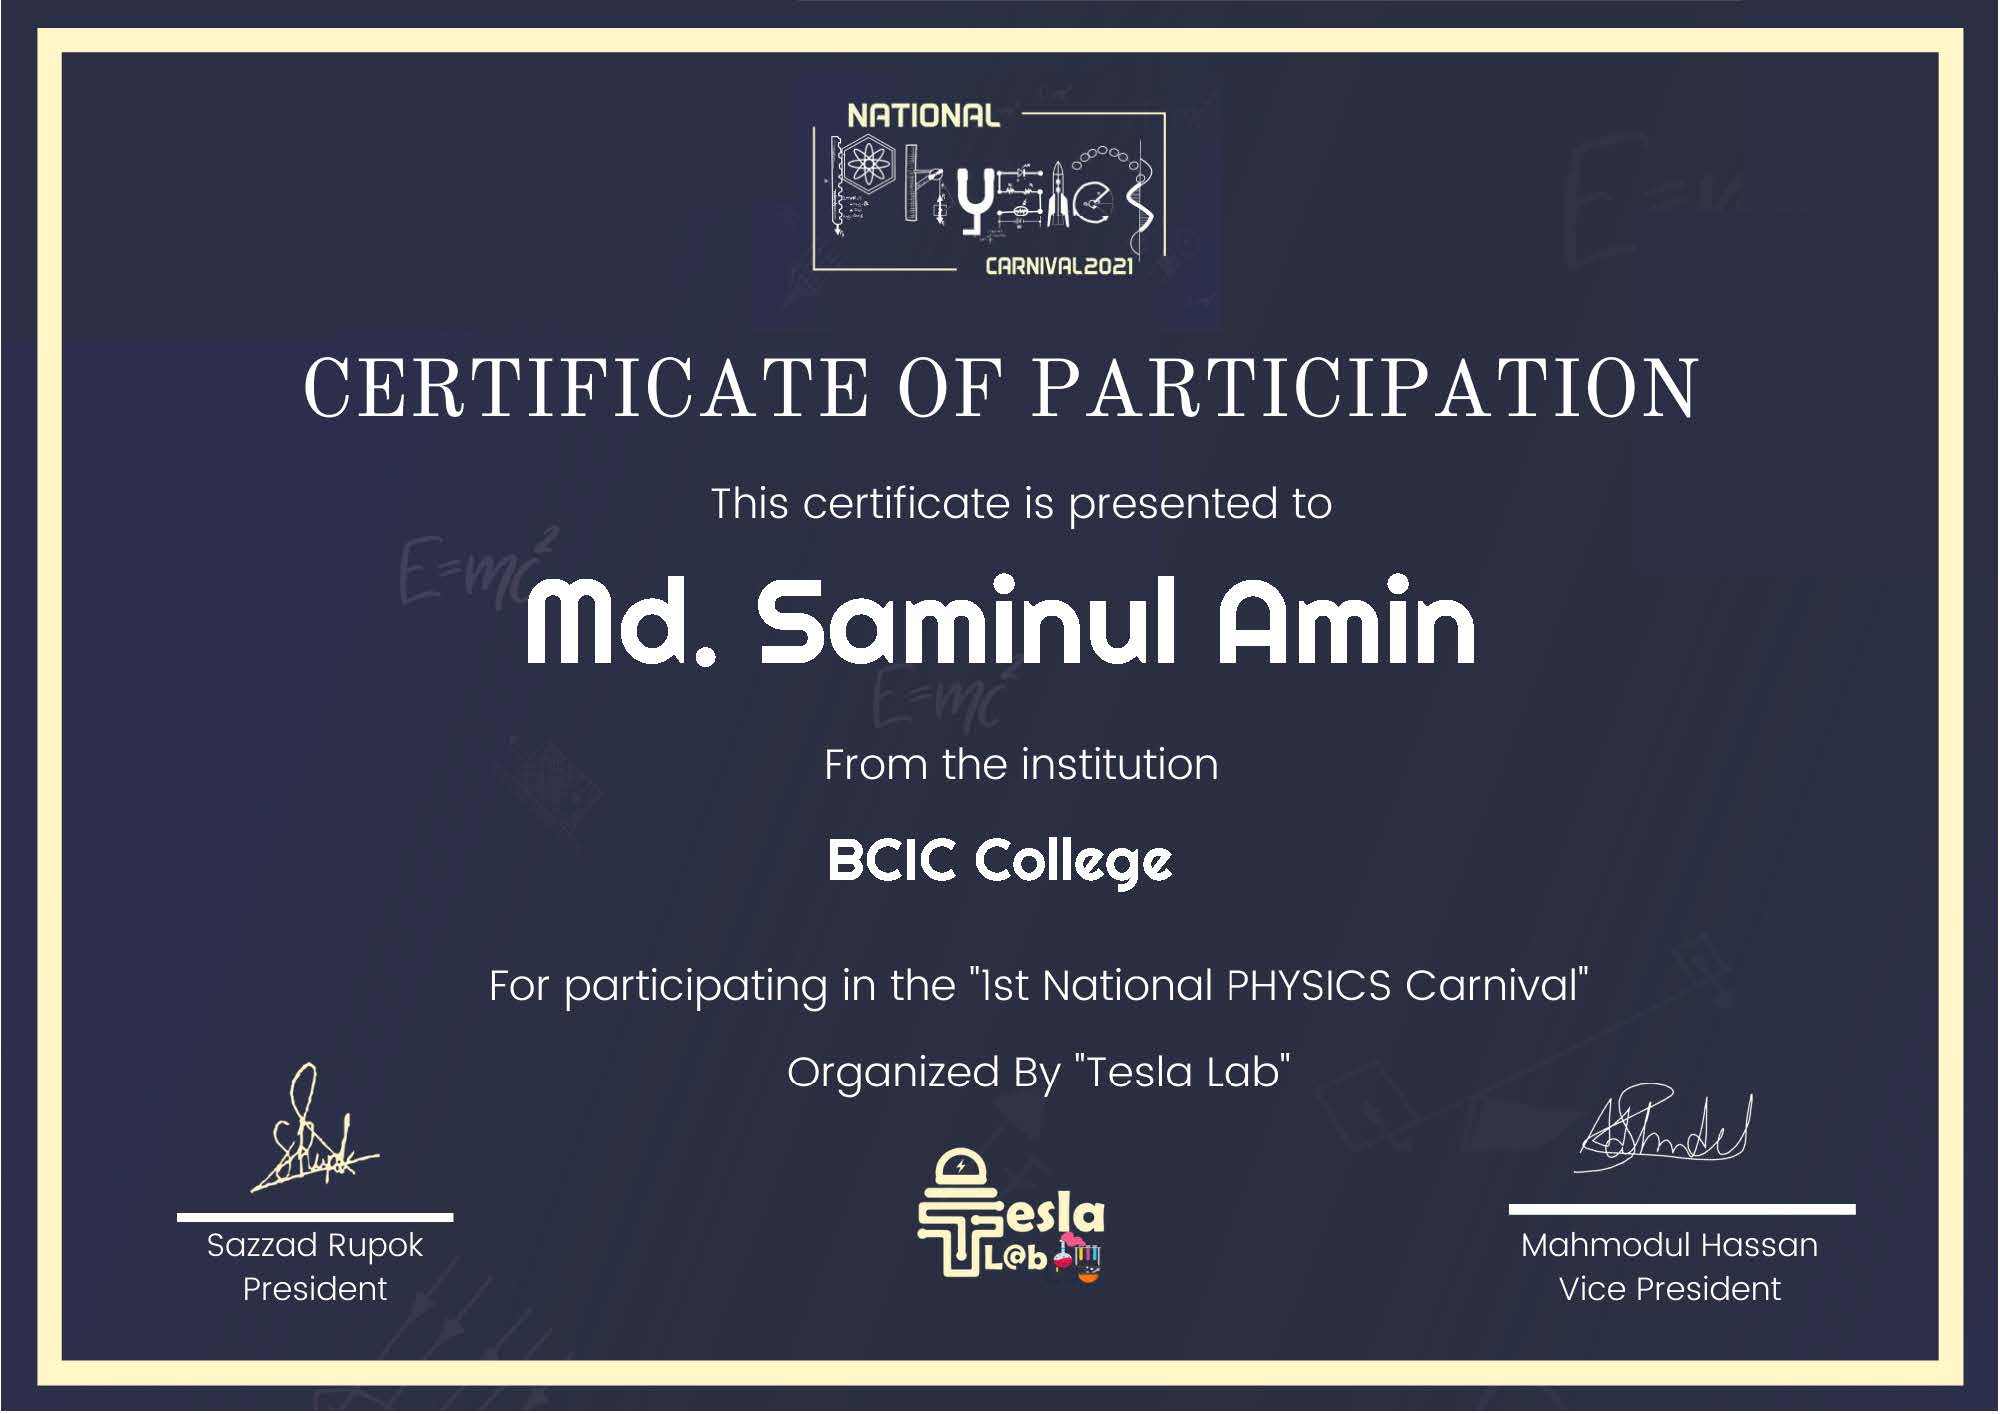 NATIONAL
Physics
CARNIVAL2021
CERTIFICATE OF PARTICIPATION
This certificate is presented to
E=mc²
Md. Saminul Amin
E=mc²
From the institution
BCIC College
For participating in the "1st National PHYSICS Carnival"
Organized By "Tesla Lab"
Tesla
L@b
Sazzad Rupok
President
Mahmodul Hassan
Vice President